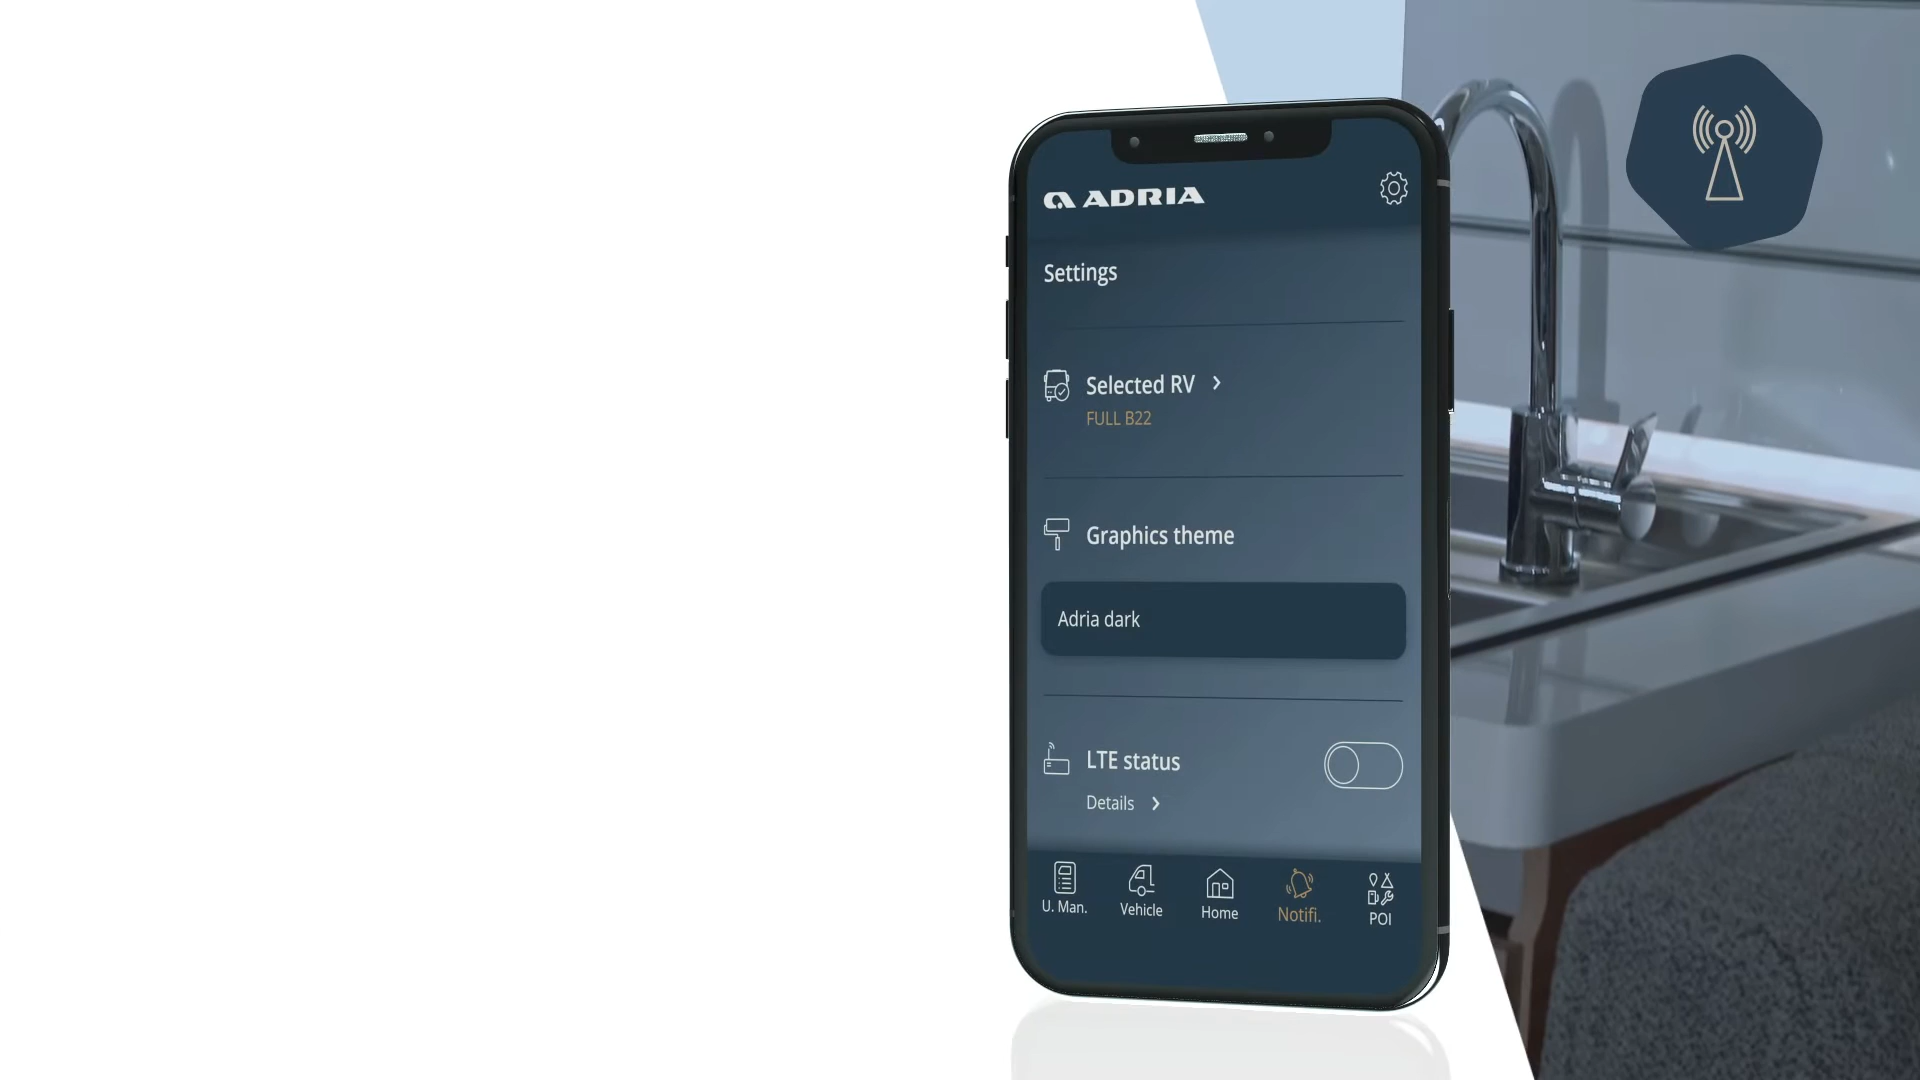 ADRIA
Settings
Selected RV
FULL B22
Graphics theme
Adria dark
LTE status
Details
U. Man.
Vehicle
Home
Notifi.
POI